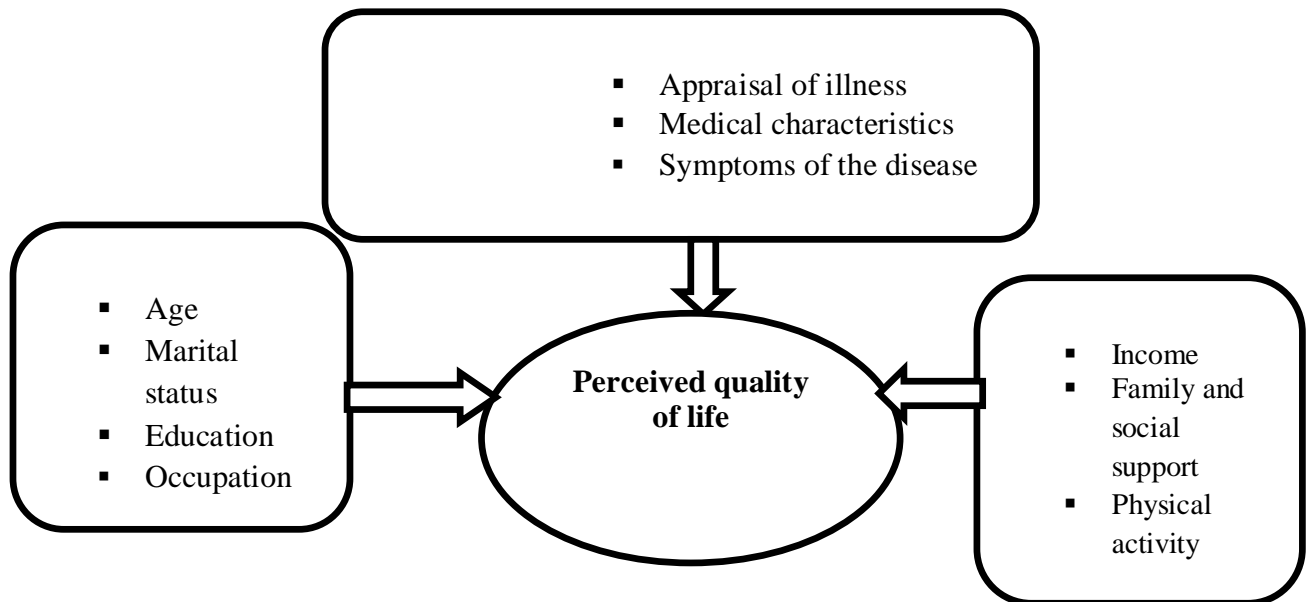 ▪ Appraisal of illness
▪ Medical characteristics
▪ Symptoms of the disease
▪ Age
▪ Marital
status
▪ Education
▪ Occupation
Perceived quality
of life
▪ Income
▪ Family and
social
support
▪ Physical
activity